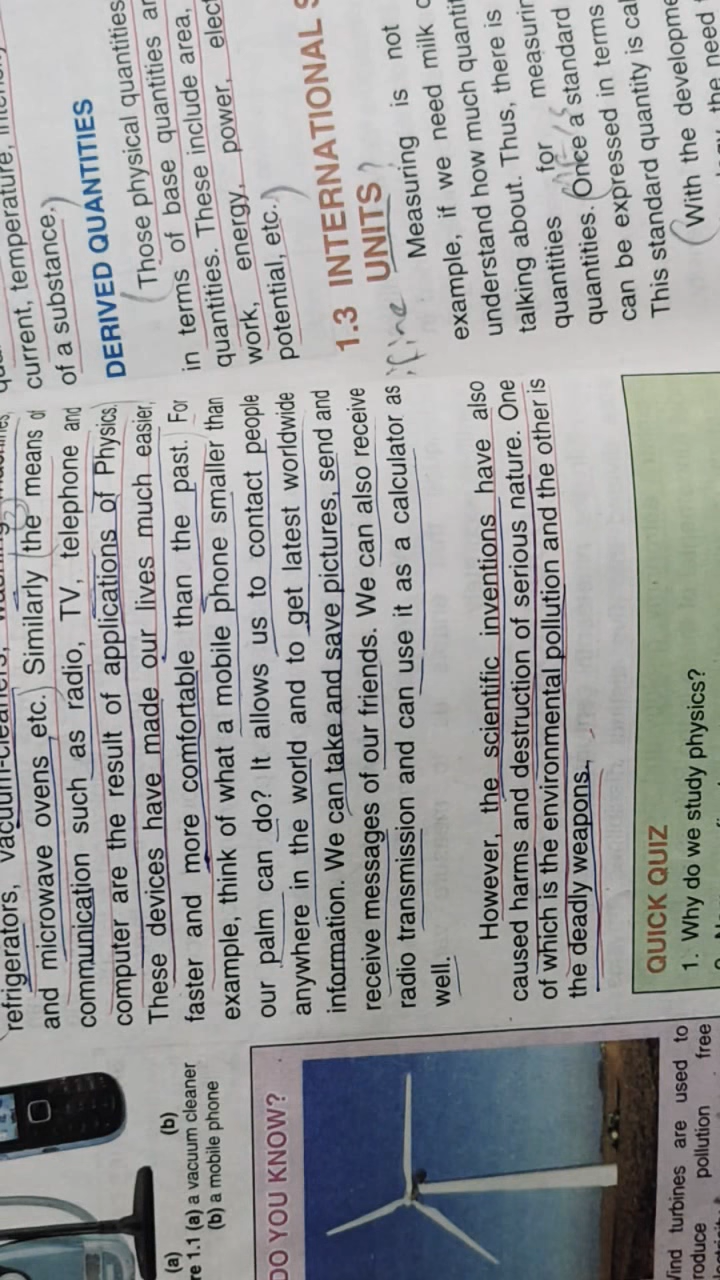 (a) (b)
re 1.1 (a) a vacuum cleaner
(b) a mobile phone
DO YOU KNOW?
ind turbines are used to
roduce pollution free
refrigerators, vacuum-cleaners,
and microwave ovens etc. Similarly the means of
communication such as radio, TV, telephone and
computer are the result of applications of Physics.
These devices have made our lives much easier,
faster and more comfortable than the past. For
example, think of what a mobile phone smaller than
our palm can do? It allows us to contact people
anywhere in the world and to get latest worldwide
information. We can take and save pictures, send and
receive messages of our friends. We can also receive
radio transmission and can use it as a calculator as
well.
However, the scientific inventions have also
caused harms and destruction of serious nature. One
of which is the environmental pollution and the other is
the deadly weapons.
QUICK QUIZ
1. Why do we study physics?
current, temperature,
of a substance.)
DERIVED QUANTITIES
(Those physical quantities
in terms of base quantities ar
quantities. These include area,
work, energy, power, elect
potential, etc.)
1.3 INTERNATIONAL S
UNITS ?
Measuring is not
example, if we need milk o
understand how much quantit
talking about. Thus, there is
quantities for measurin
quantities. (Once a standard
can be expressed in terms
This standard quantity is cal
(With the developme
the need